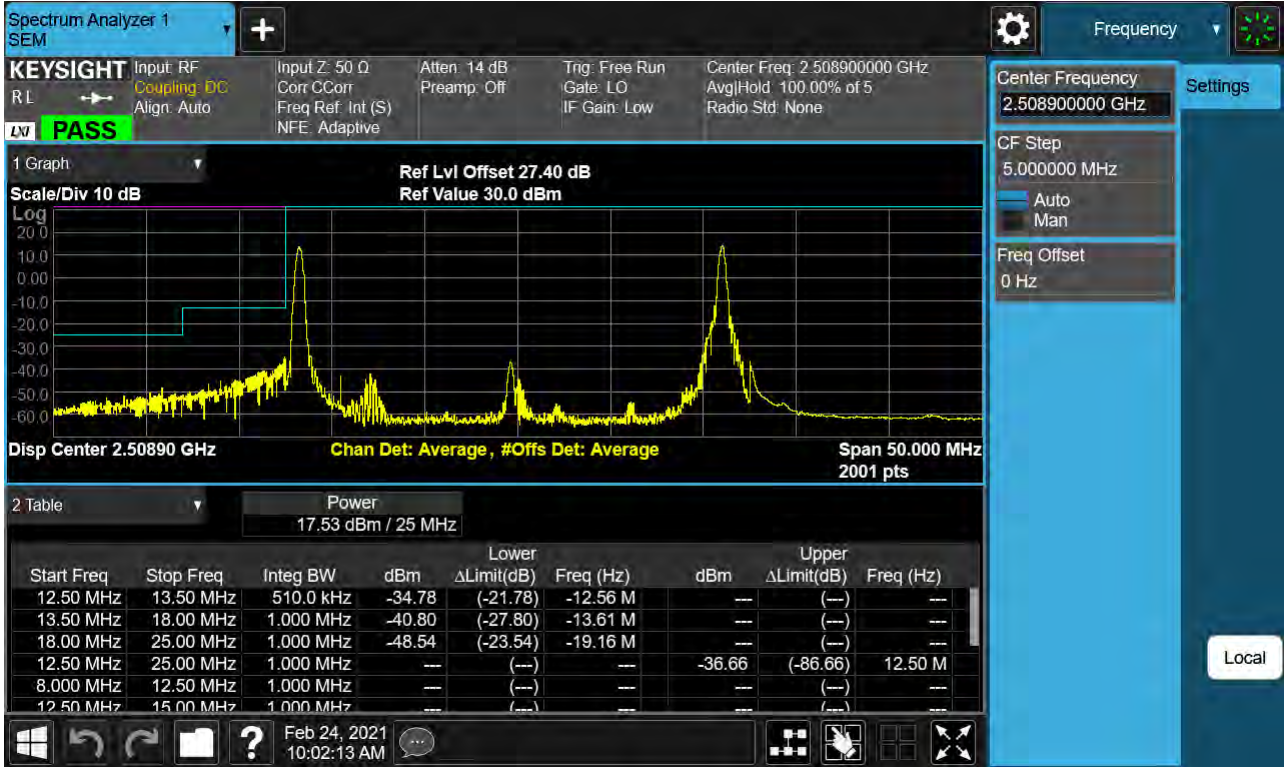 Spectrum Analyzer 1
SEM
+
Frequency
KEYSIGHT
R L
LXI
PASS
Input: RF
Coupling: DC
Align: Auto
Input Z: 50 Ω
Corr CCorr
Freq Ref: Int (S)
NFE: Adaptive
Atten: 14 dB
Preamp: Off
Trig: Free Run
Gate: LO
IF Gain: Low
Center Freq: 2.508900000 GHz
Avg|Hold: 100.00% of 5
Radio Std: None
Center Frequency
2.508900000 GHz
Settings
CF Step
5.000000 MHz
Auto
Man
Freq Offset
0 Hz
Local
1 Graph
Scale/Div 10 dB
Ref Lvl Offset 27.40 dB
Ref Value 30.0 dBm
Log
20.0
10.0
0.00
-10.0
-20.0
-30.0
-40.0
-50.0
-60.0
Disp Center 2.50890 GHz
Chan Det: Average , #Offs Det: Average
Span 50.000 MHz
2001 pts
2 Table
Power
17.53 dBm / 25 MHz
Lower Upper
Start Freq Stop Freq Integ BW dBm ΔLimit(dB) Freq (Hz) dBm ΔLimit(dB) Freq (Hz)
12.50 MHz 13.50 MHz 510.0 kHz -34.78 (-21.78) -12.56 M --- (---) ---
13.50 MHz 18.00 MHz 1.000 MHz -40.80 (-27.80) -13.61 M --- (---) ---
18.00 MHz 25.00 MHz 1.000 MHz -48.54 (-23.54) -19.16 M --- (---) ---
12.50 MHz 25.00 MHz 1.000 MHz --- (---) --- -36.66 (-86.66) 12.50 M
8.000 MHz 12.50 MHz 1.000 MHz --- (---) --- --- (---) ---
12.50 MHz 15.00 MHz 1.000 MHz --- (---) --- --- (---) ---
?
Feb 24, 2021
10:02:13 AM